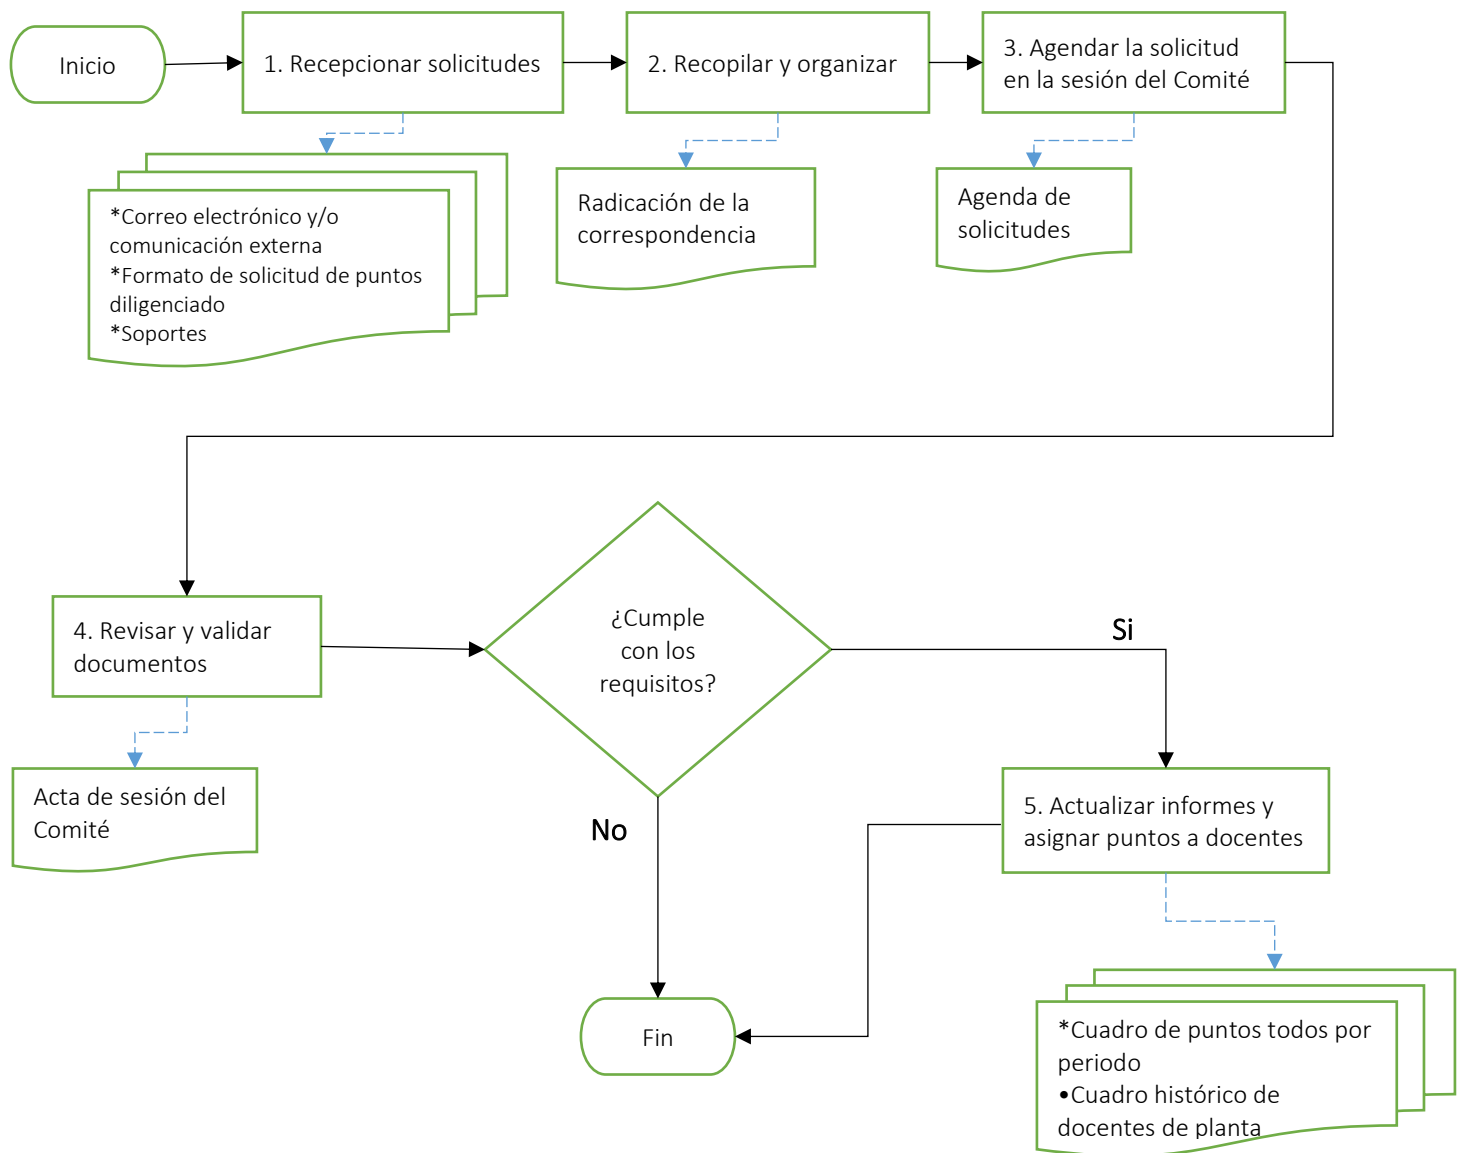 Inicio
1. Recepcionar solicitudes
2. Recopilar y organizar
3. Agendar la solicitud
en la sesión del Comité
*Correo electrónico y/o
comunicación externa
*Formato de solicitud de puntos
diligenciado
*Soportes
Radicación de la
correspondencia
Agenda de
solicitudes
4. Revisar y validar
documentos
¿Cumple
con los
requisitos?
Si
Acta de sesión del
Comité
No
5. Actualizar informes y
asignar puntos a docentes
Fin
*Cuadro de puntos todos por
periodo
•Cuadro histórico de
docentes de planta